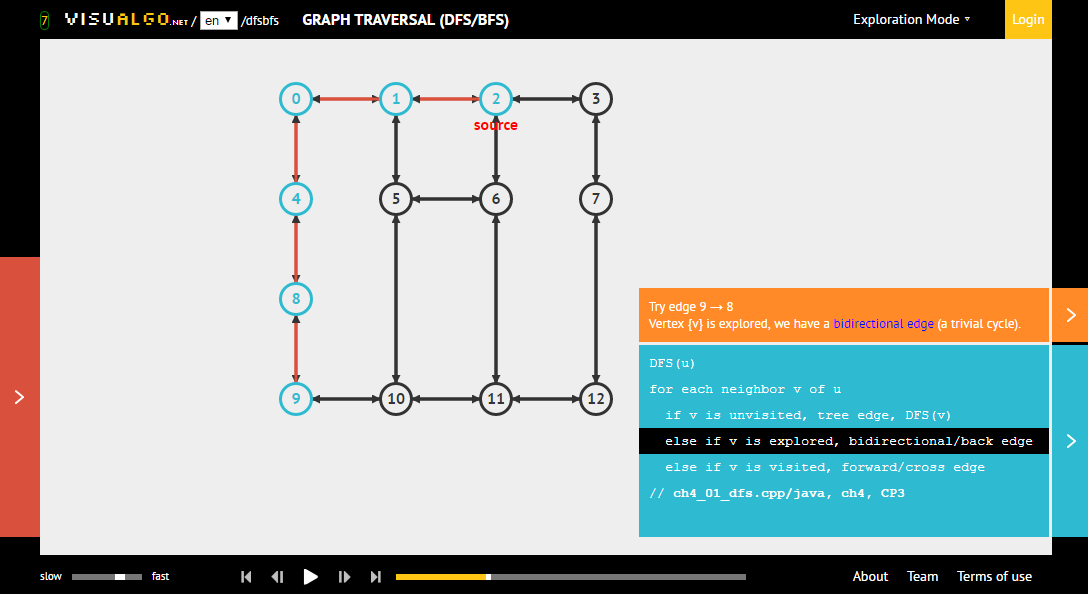 7 VISUALGO.NET / en ▼ /dfsbfs GRAPH TRAVERSAL (DFS/BFS) Exploration Mode ▿ Login
0 1 2 3
source
4 5 6 7
8
Try edge 9 → 8
Vertex {v} is explored, we have a bidirectional edge (a trivial cycle).
DFS(u)
for each neighbor v of u
if v is unvisited, tree edge, DFS(v)
9 10 11 12
else if v is explored, bidirectional/back edge
else if v is visited, forward/cross edge
// ch4_01_dfs.cpp/java, ch4, CP3
slow fast About Team Terms of use